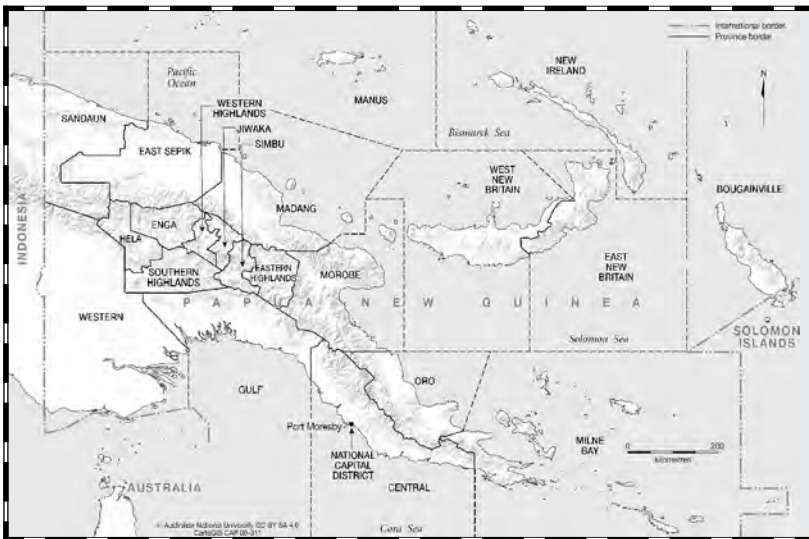 International border
Province border
N
Pacific
Ocean
MANUS
NEW
IRELAND
WESTERN
HIGHLANDS
JIWAKA
SIMBU
SANDAUN
EAST SEPIK
Bismarck Sea
WEST
NEW
BRITAIN
BOUGAINVILLE
MADANG
INDONESIA
ENGA
HELA
SOUTHERN
HIGHLANDS
EASTERN
HIGHLANDS
MOROBE
EAST
NEW
BRITAIN
PAPUA NEW GUINEA
WESTERN
Solomon Sea
SOLOMON
ISLANDS
GULF
ORO
Port Moresby
NATIONAL
CAPITAL
DISTRICT
CENTRAL
MILNE
BAY
0 200
kilometres
AUSTRALIA
Australian National University CC BY SA 4.0
CartoGIS CAP 00-311
Sea